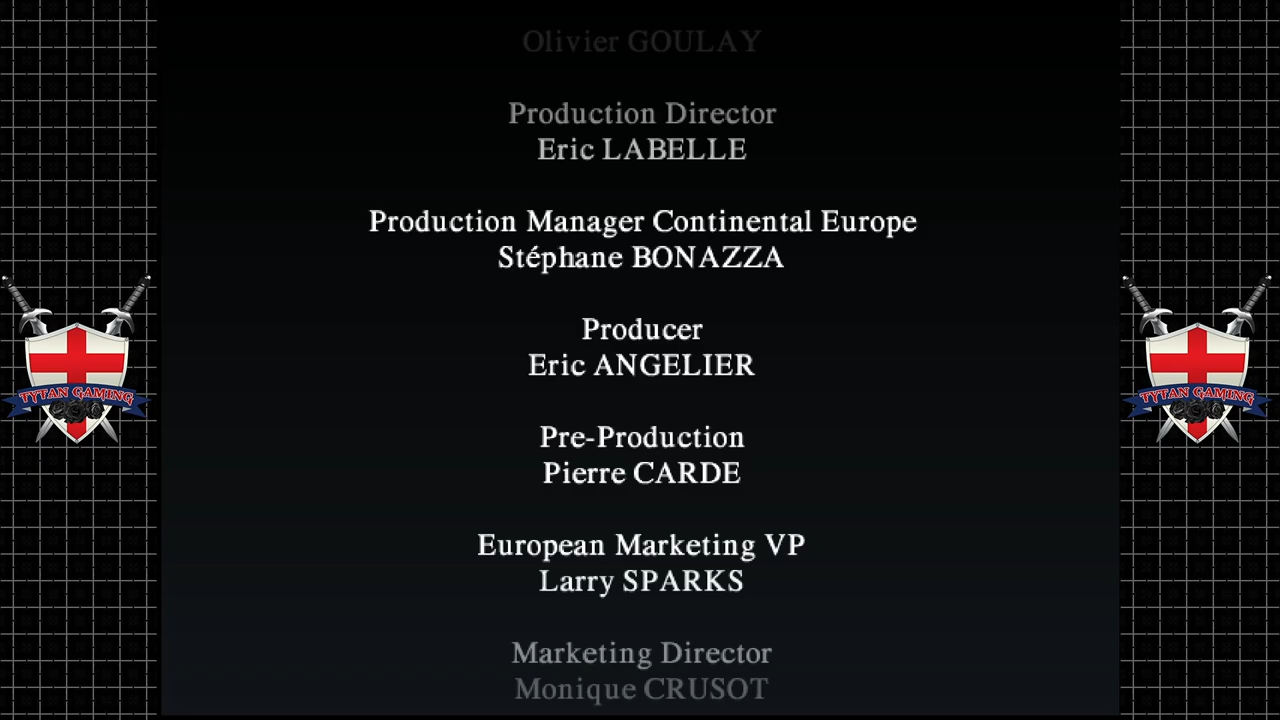 Olivier GOULAY
Production Director
Eric LABELLE
Production Manager Continental Europe
Stéphane BONAZZA
Producer
Eric ANGELIER
Pre-Production
Pierre CARDE
European Marketing VP
Larry SPARKS
Marketing Director
Monique CRUSOT
TYTAN GAMING
TYTAN GAMING